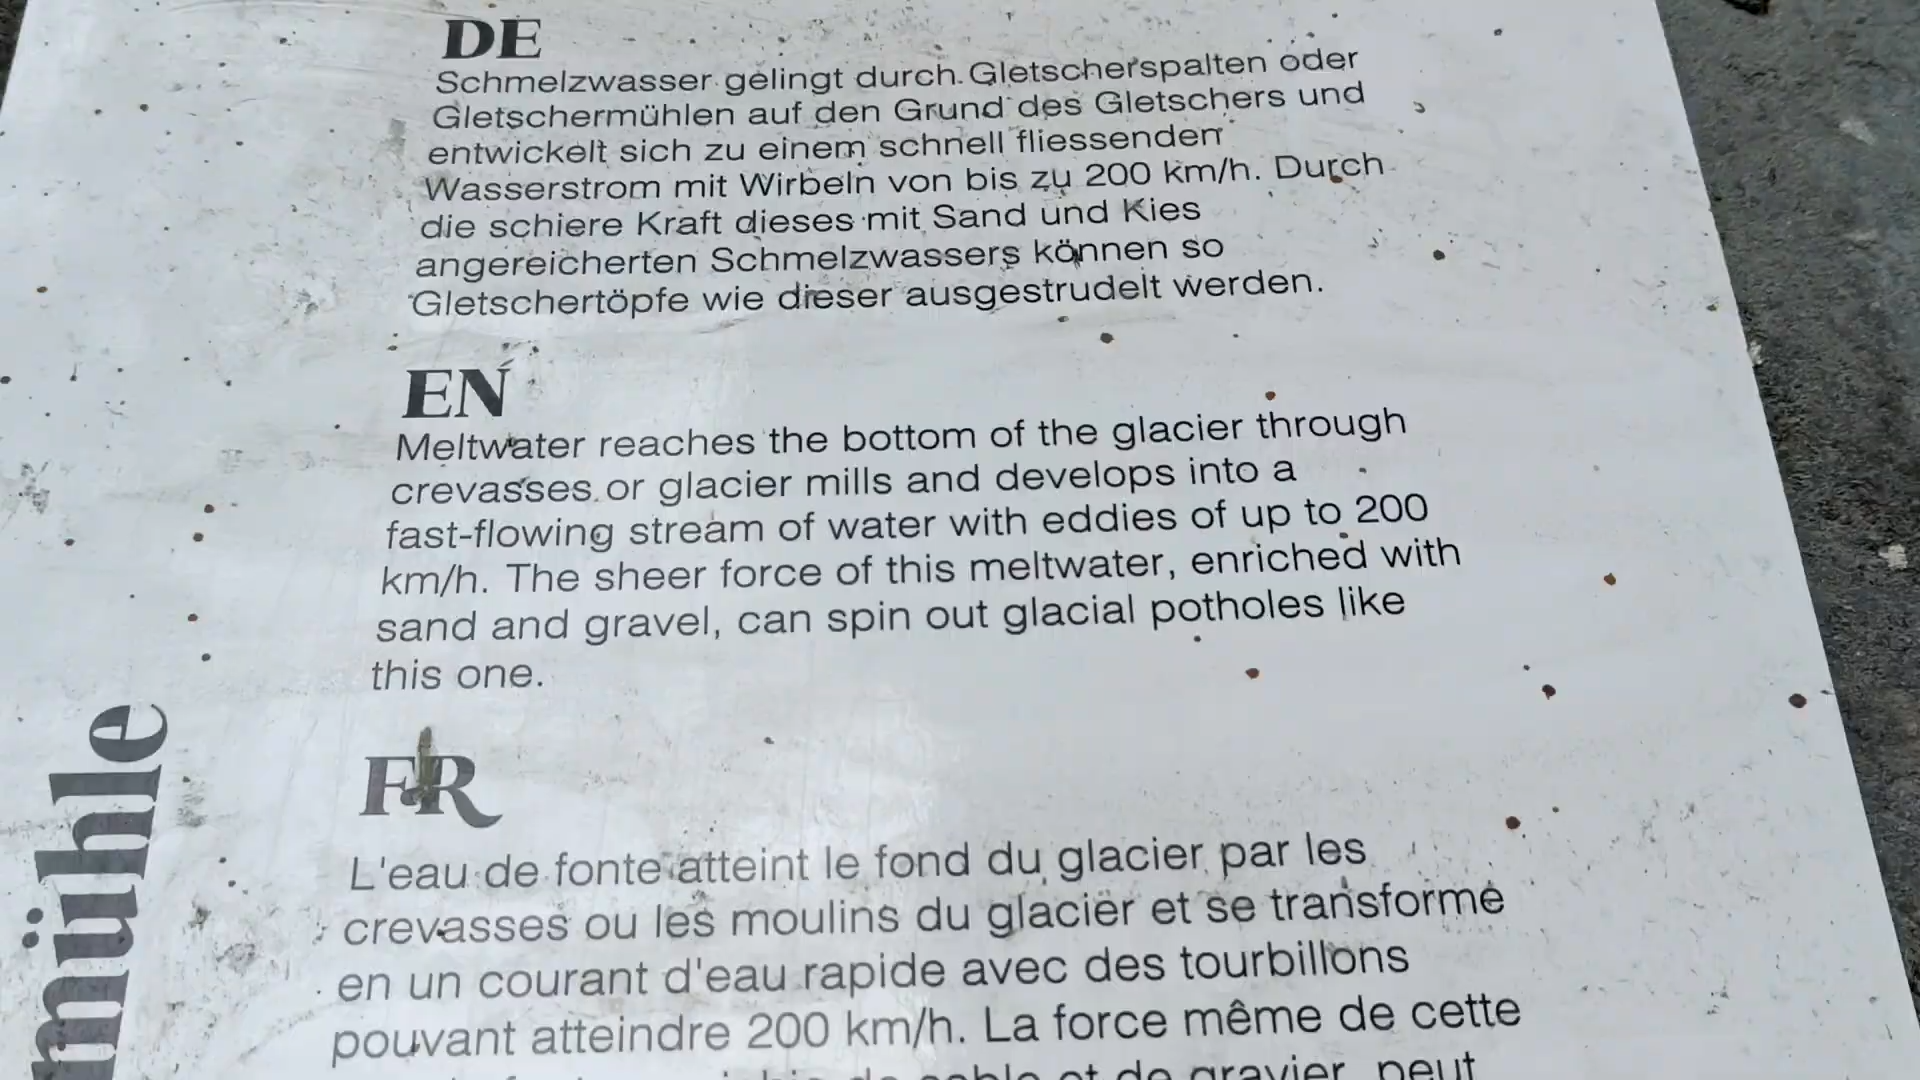 DE
Schmelzwasser gelingt durch Gletscherspalten oder
Gletschermühlen auf den Grund des Gletschers und
entwickelt sich zu einem schnell fliessenden
Wasserstrom mit Wirbeln von bis zu 200 km/h. Durch
die schiere Kraft dieses mit Sand und Kies
angereicherten Schmelzwassers können so
Gletschertöpfe wie dieser ausgestrudelt werden.
EN
Meltwater reaches the bottom of the glacier through
crevasses or glacier mills and develops into a
fast-flowing stream of water with eddies of up to 200
km/h. The sheer force of this meltwater, enriched with
sand and gravel, can spin out glacial potholes like
this one.
FR
L'eau de fonte atteint le fond du glacier par les
crevasses ou les moulins du glacier et se transforme
en un courant d'eau rapide avec des tourbillons
pouvant atteindre 200 km/h. La force même de cette
de sable et de gravier, peut
mühle